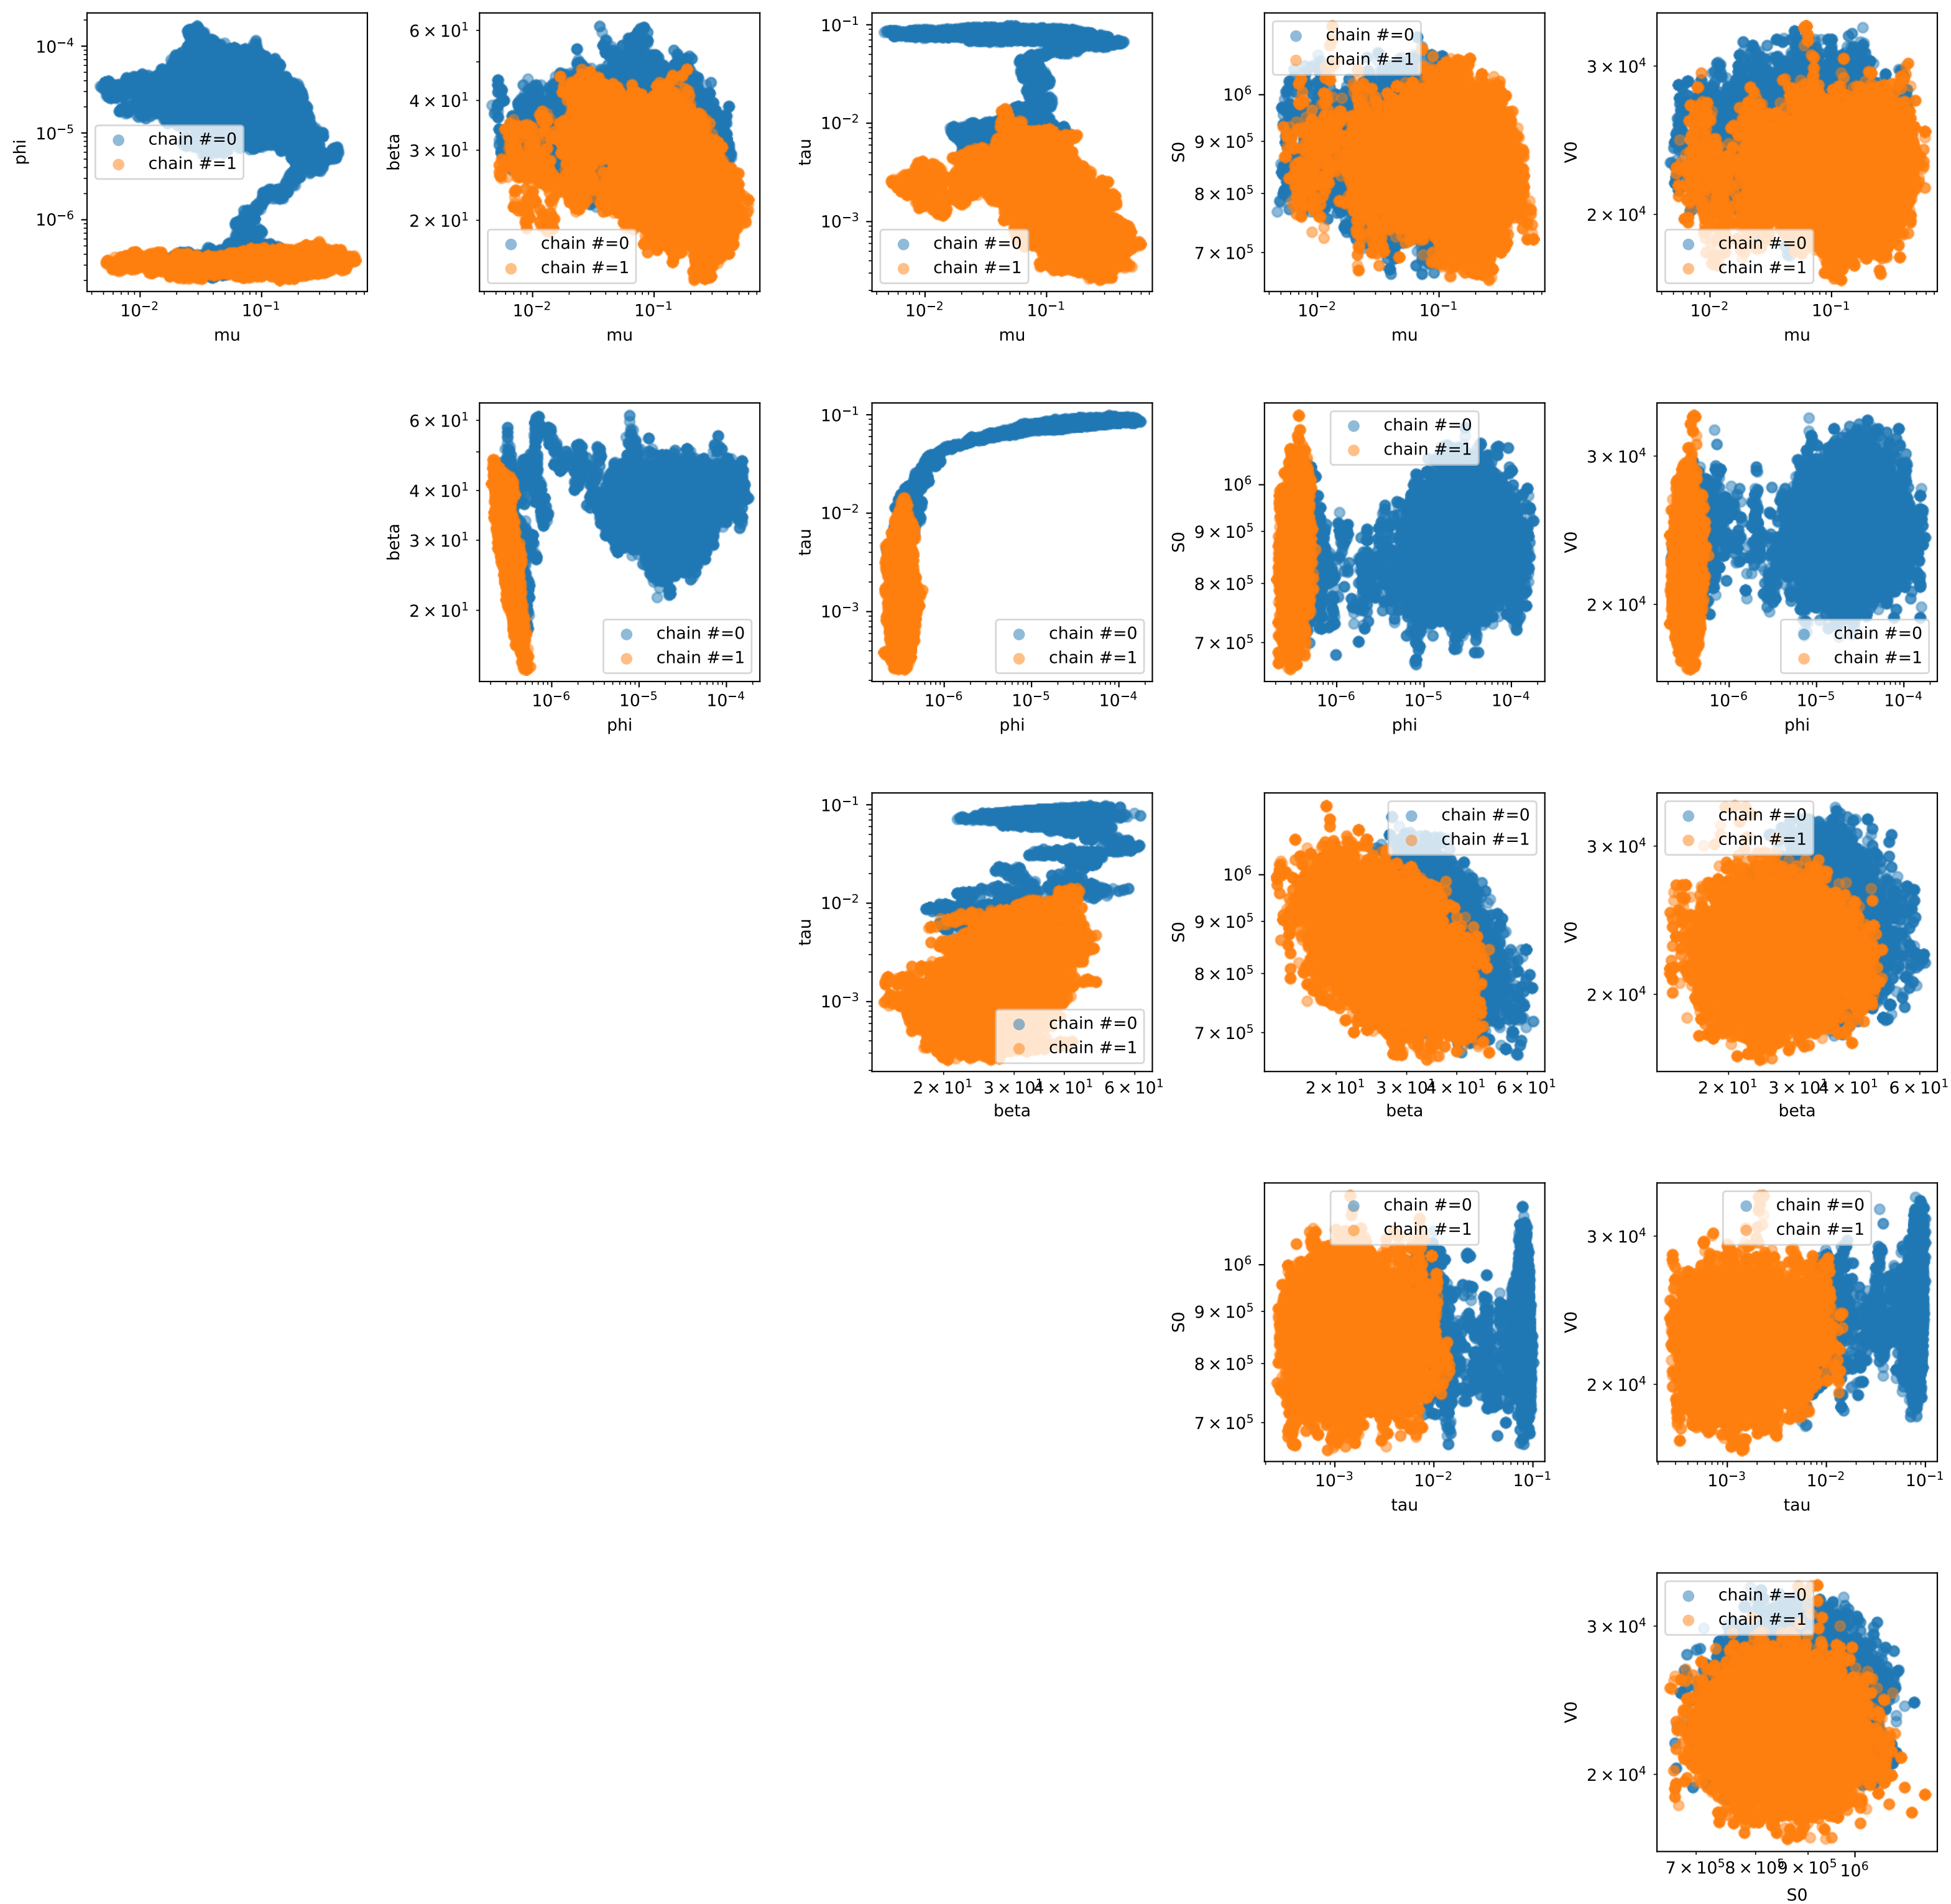 10⁻⁴
10⁻⁵
10⁻⁶
phi
chain #=0
chain #=1
10⁻² 10⁻¹
mu
6 × 10¹
4 × 10¹
3 × 10¹
2 × 10¹
beta
chain #=0
chain #=1
10⁻² 10⁻¹
mu
10⁻¹
10⁻²
10⁻³
tau
chain #=0
chain #=1
10⁻² 10⁻¹
mu
chain #=0
chain #=1
10⁶
9 × 10⁵
8 × 10⁵
7 × 10⁵
S0
10⁻² 10⁻¹
mu
3 × 10⁴
2 × 10⁴
V0
chain #=0
chain #=1
10⁻² 10⁻¹
mu
6 × 10¹
4 × 10¹
3 × 10¹
2 × 10¹
beta
chain #=0
chain #=1
10⁻⁶ 10⁻⁵ 10⁻⁴
phi
10⁻¹
10⁻²
10⁻³
tau
chain #=0
chain #=1
10⁻⁶ 10⁻⁵ 10⁻⁴
phi
chain #=0
chain #=1
10⁶
9 × 10⁵
8 × 10⁵
7 × 10⁵
S0
10⁻⁶ 10⁻⁵ 10⁻⁴
phi
3 × 10⁴
2 × 10⁴
V0
chain #=0
chain #=1
10⁻⁶ 10⁻⁵ 10⁻⁴
phi
10⁻¹
10⁻²
10⁻³
tau
chain #=0
chain #=1
2 × 10¹ 3 × 10¹ 4 × 10¹ 6 × 10¹
beta
chain #=0
chain #=1
10⁶
9 × 10⁵
8 × 10⁵
7 × 10⁵
S0
2 × 10¹ 3 × 10¹ 4 × 10¹ 6 × 10¹
beta
chain #=0
chain #=1
3 × 10⁴
2 × 10⁴
V0
2 × 10¹ 3 × 10¹ 4 × 10¹ 6 × 10¹
beta
chain #=0
chain #=1
10⁶
9 × 10⁵
8 × 10⁵
7 × 10⁵
S0
10⁻³ 10⁻² 10⁻¹
tau
chain #=0
chain #=1
3 × 10⁴
2 × 10⁴
V0
10⁻³ 10⁻² 10⁻¹
tau
chain #=0
chain #=1
3 × 10⁴
2 × 10⁴
V0
7 × 10⁵ 8 × 10⁵ 9 × 10⁵ 10⁶
S0